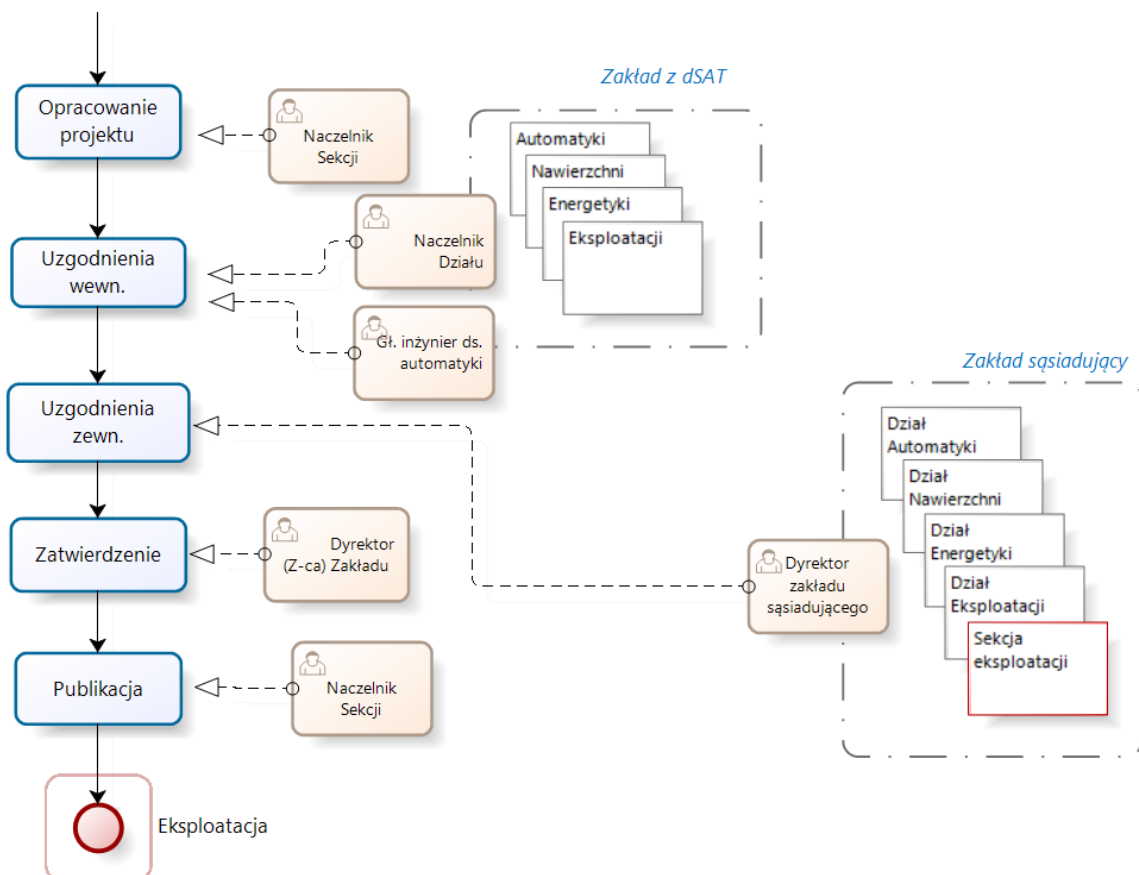 Zakład z dSAT
Opracowanie
projektu
Naczelnik
Sekcji
Automatyki
Nawierzchni
Energetyki
Eksploatacji
Uzgodnienia
wewn.
Naczelnik
Działu
Gł. inżynier ds.
automatyki
Zakład sąsiadujący
Uzgodnienia
zewn.
Dział
Automatyki
Dział
Nawierzchni
Dział
Energetyki
Dział
Eksploatacji
Sekcja
eksploatacji
Zatwierdzenie
Dyrektor
(Z-ca) Zakładu
Dyrektor
zakładu
sąsiadującego
Publikacja
Naczelnik
Sekcji
Eksploatacja